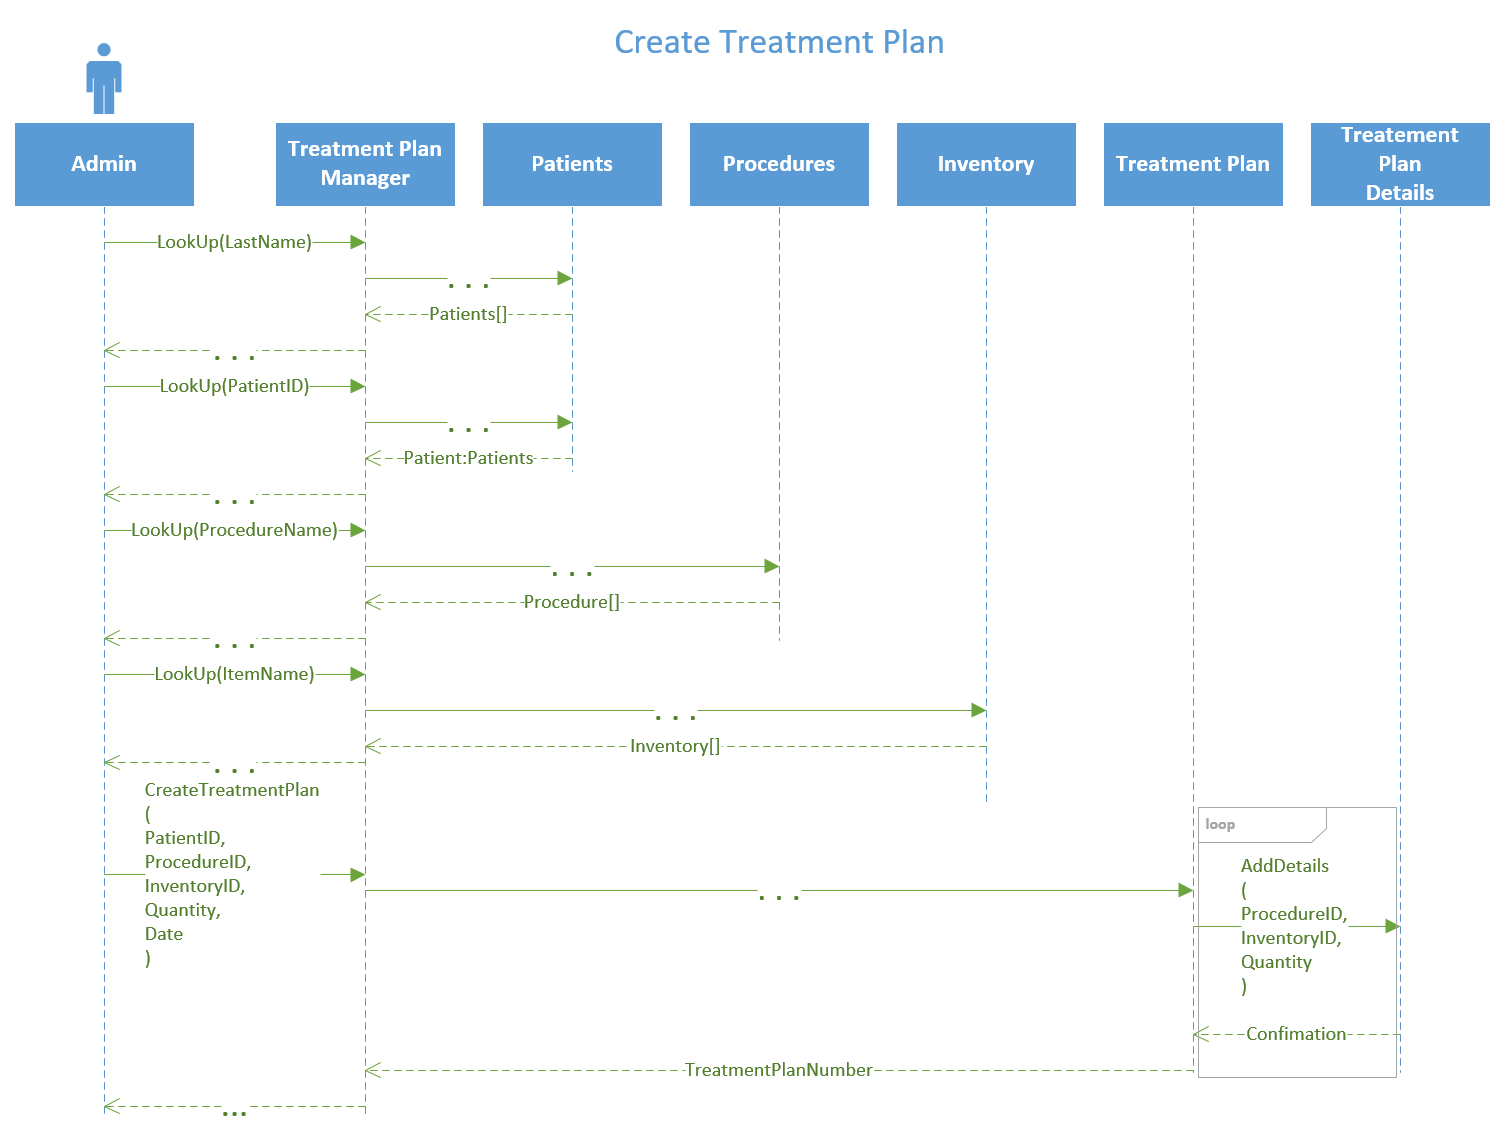 Create Treatment Plan
Admin
Treatment Plan
Manager
Patients
Procedures
Inventory
Treatment Plan
Treatement
Plan
Details
LookUp(LastName)
. . .
Patients[]
. . .
LookUp(PatientID)
. . .
Patient:Patients
. . .
LookUp(ProcedureName)
. . .
Procedure[]
. . .
LookUp(ItemName)
. . .
Inventory[]
. . .
CreateTreatmentPlan
(
PatientID,
ProcedureID,
InventoryID,
Quantity,
Date
)
. . .
loop
AddDetails
(
ProcedureID,
InventoryID,
Quantity
)
Confimation
TreatmentPlanNumber
...